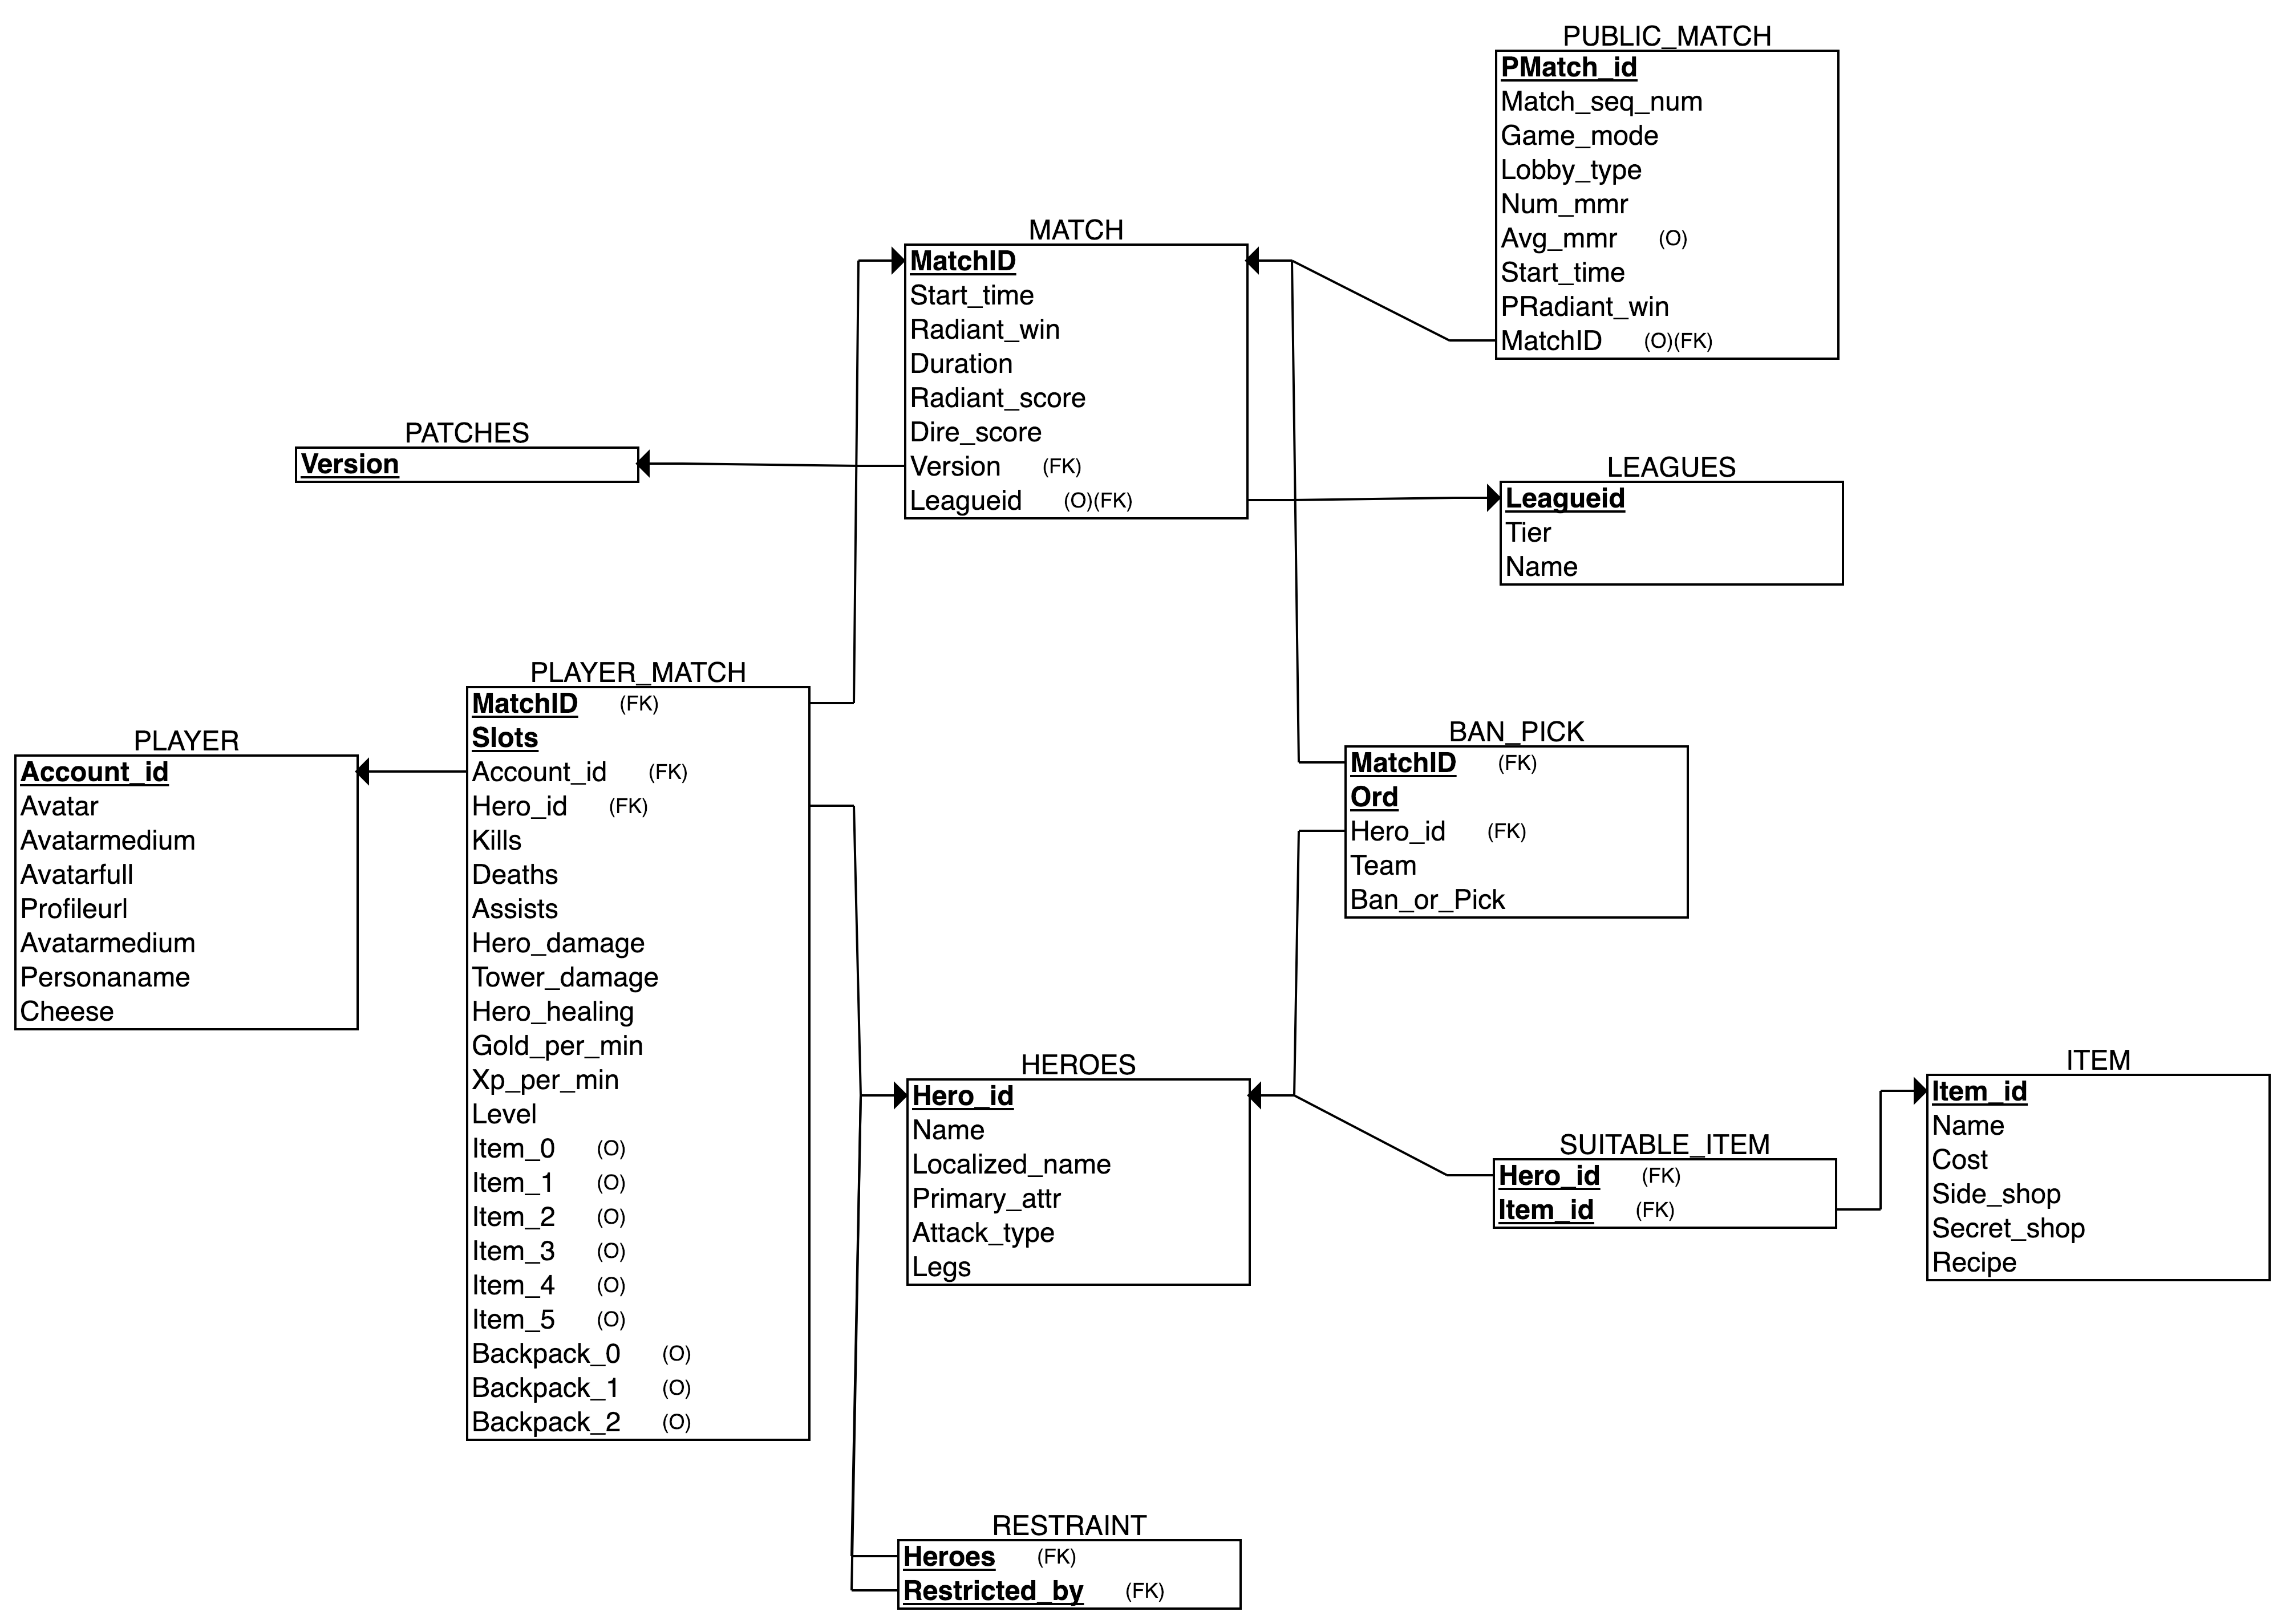 PUBLIC_MATCH
PMatch_id
Match_seq_num
Game_mode
Lobby_type
Num_mmr
Avg_mmr (O)
Start_time
PRadiant_win
MatchID (O)(FK)
MATCH
MatchID
Start_time
Radiant_win
Duration
Radiant_score
Dire_score
Version (FK)
Leagueid (O)(FK)
PATCHES
Version
LEAGUES
Leagueid
Tier
Name
PLAYER_MATCH
MatchID (FK)
Slots
Account_id (FK)
Hero_id (FK)
Kills
Deaths
Assists
Hero_damage
Tower_damage
Hero_healing
Gold_per_min
Xp_per_min
Level
Item_0 (O)
Item_1 (O)
Item_2 (O)
Item_3 (O)
Item_4 (O)
Item_5 (O)
Backpack_0 (O)
Backpack_1 (O)
Backpack_2 (O)
PLAYER
Account_id
Avatar
Avatarmedium
Avatarfull
Profileurl
Avatarmedium
Personaname
Cheese
BAN_PICK
MatchID (FK)
Ord
Hero_id (FK)
Team
Ban_or_Pick
HEROES
Hero_id
Name
Localized_name
Primary_attr
Attack_type
Legs
SUITABLE_ITEM
Hero_id (FK)
Item_id (FK)
ITEM
Item_id
Name
Cost
Side_shop
Secret_shop
Recipe
RESTRAINT
Heroes (FK)
Restricted_by (FK)